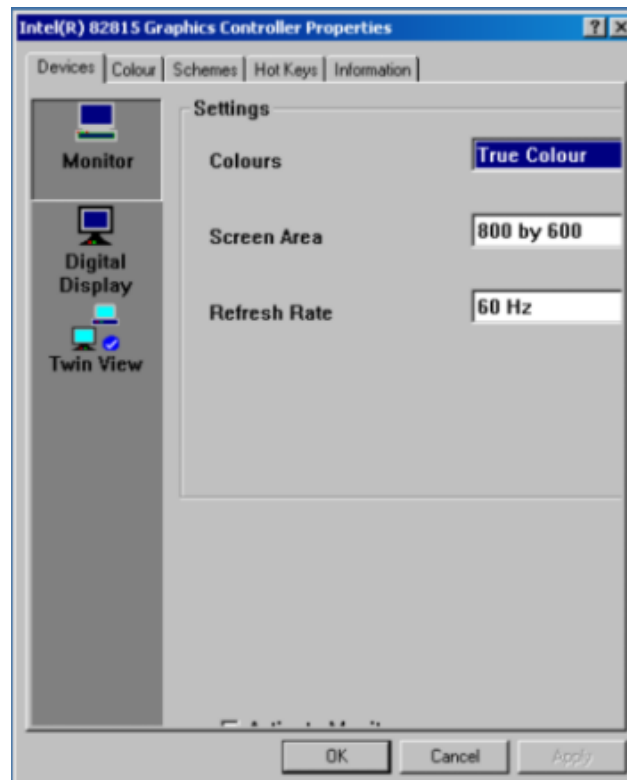 Intel(R) 82815 Graphics Controller Properties
Devices Colour Schemes Hot Keys Information
Settings
Monitor
Colours
True Colour
Digital
Display
Screen Area
800 by 600
Twin View
Refresh Rate
60 Hz
OK Cancel Apply